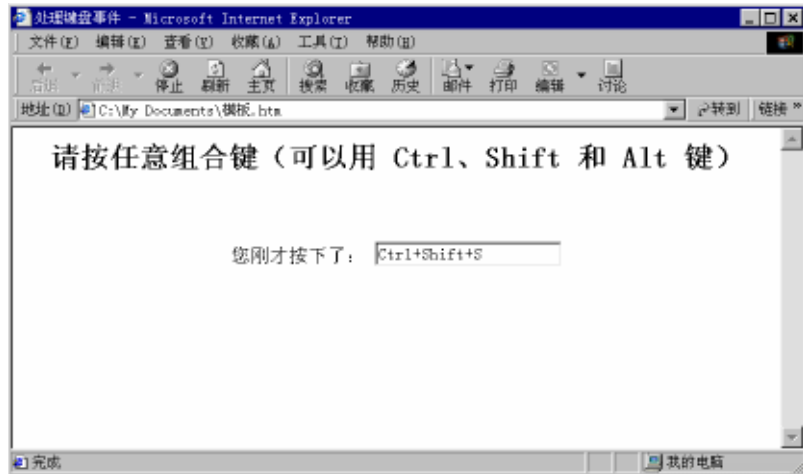 处理键盘事件 - Microsoft Internet Explorer
文件(F) 编辑(E) 查看(V) 收藏(A) 工具(T) 帮助(H)
后退 前进 停止 刷新 主页 搜索 收藏 历史 邮件 打印 编辑 讨论
地址(D) C:\My Documents\模板.htm 转到 链接 »
请按任意组合键（可以用 Ctrl、Shift 和 Alt 键）
您刚才按下了： Ctrl+Shift+S
完成 我的电脑